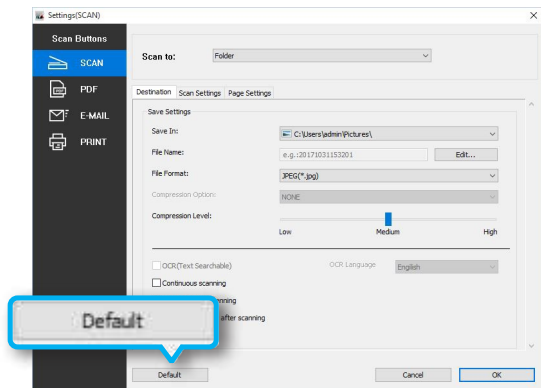 Settings(SCAN)
Scan Buttons
SCAN
PDF
E-MAIL
PRINT
Scan to:
Folder
Destination
Scan Settings
Page Settings
Save Settings
Save In:
C:\Users\admin\Pictures\
File Name:
e.g.:20171031153201
Edit...
File Format:
JPEG(*.jpg)
Compression Option:
NONE
Compression Level:
Low
Medium
High
OCR(Text Searchable)
OCR Language
English
Continuous scanning
after scanning
Default
Default
Cancel
OK